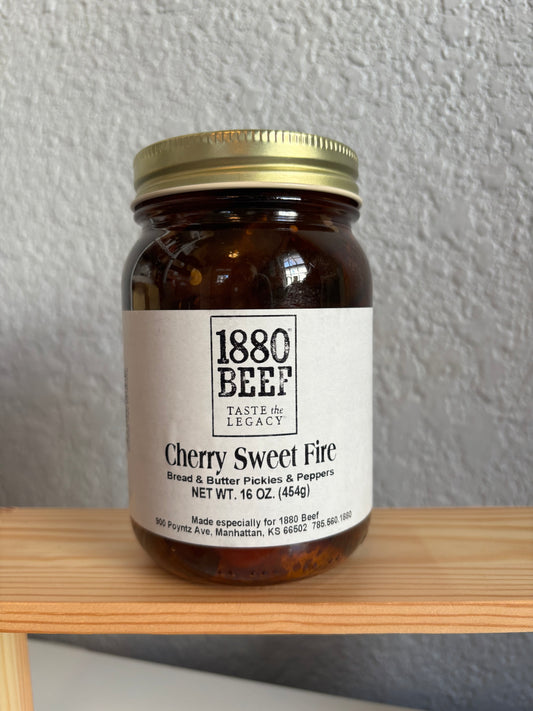 1880
BEEF
TASTE the
LEGACY
Cherry Sweet Fire
Bread & Butter Pickles & Peppers
NET WT. 16 OZ. (454g)
Made especially for 1880 Beef
900 Poyntz Ave, Manhattan, KS 66502 785.560.1880